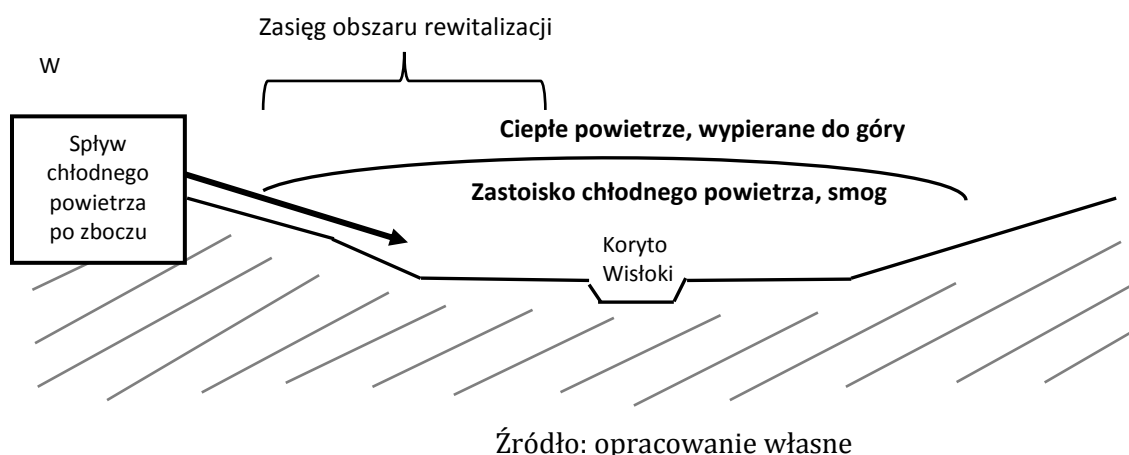 Zasięg obszaru rewitalizacji
W
Ciepłe powietrze, wypierane do góry
Spływ
chłodnego
powietrza
po zboczu
Zastoisko chłodnego powietrza, smog
Koryto
Wisłoki
Źródło: opracowanie własne